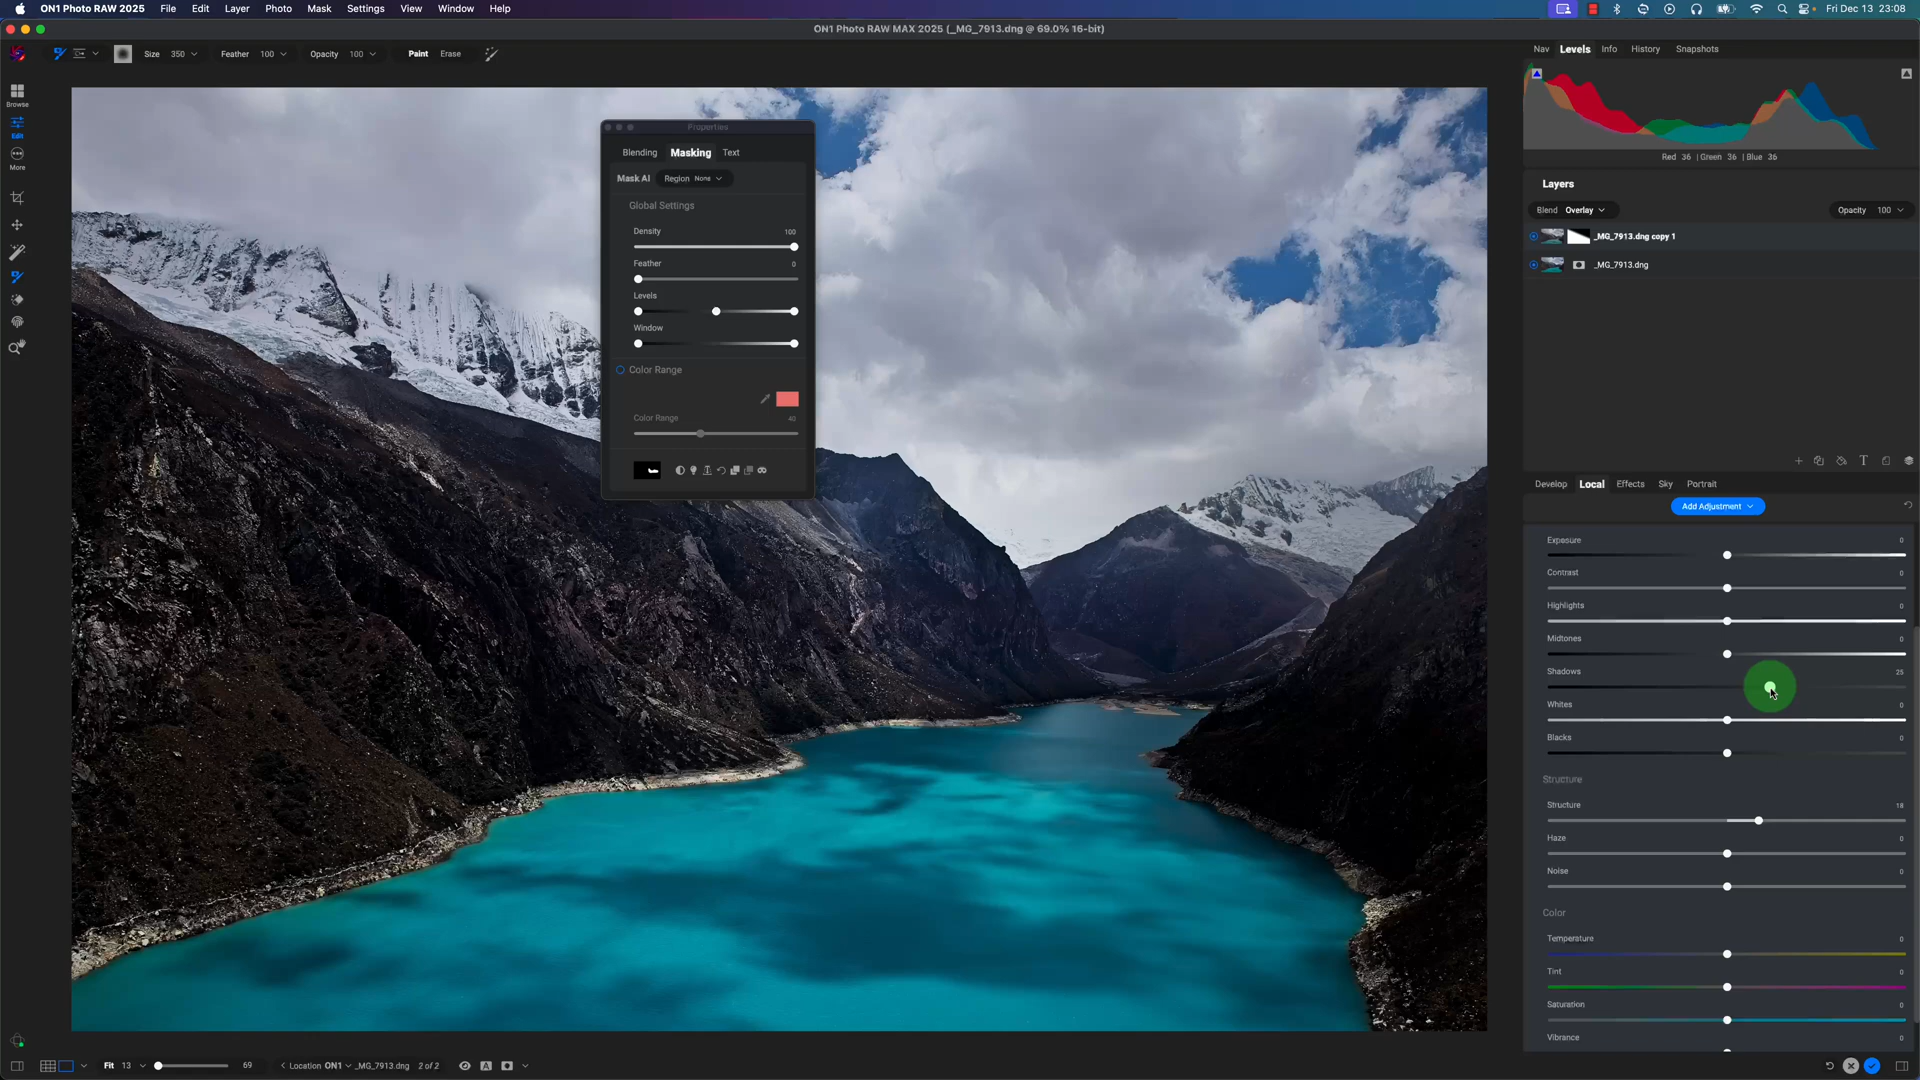 ON1 Photo RAW MAX 2025 File Edit Layer Photo Mask Settings View Window Help Fri Dec 13 23:08
ON1 Photo RAW MAX 2025 (_MG_7913.dng @ 69.0% 16-bit)
Size 350 Feather 100 Opacity 100 Paint Erase
Nav Levels Info History Snapshots
Browse
Edit
More
Red 36 | Green 36 | Blue 36
Properties
Blending Masking Text
Mask AI Region None
Global Settings
Density 100
Feather 0
Levels
Window
Color Range
Color Range 40
Layers
Blend Overlay Opacity 100
_MG_7913.dng copy 1
_MG_7913.dng
T
Develop Local Effects Sky Portrait
Add Adjustment
Exposure 0
Contrast 0
Highlights 0
Midtones 0
Shadows 25
Whites 0
Blacks 0
Structure
Structure 18
Haze 0
Noise 0
Color
Temperature 0
Tint 0
Saturation 0
Vibrance
Fit 13 69 Location ON1 _MG_7913.dng 2 of 2 A